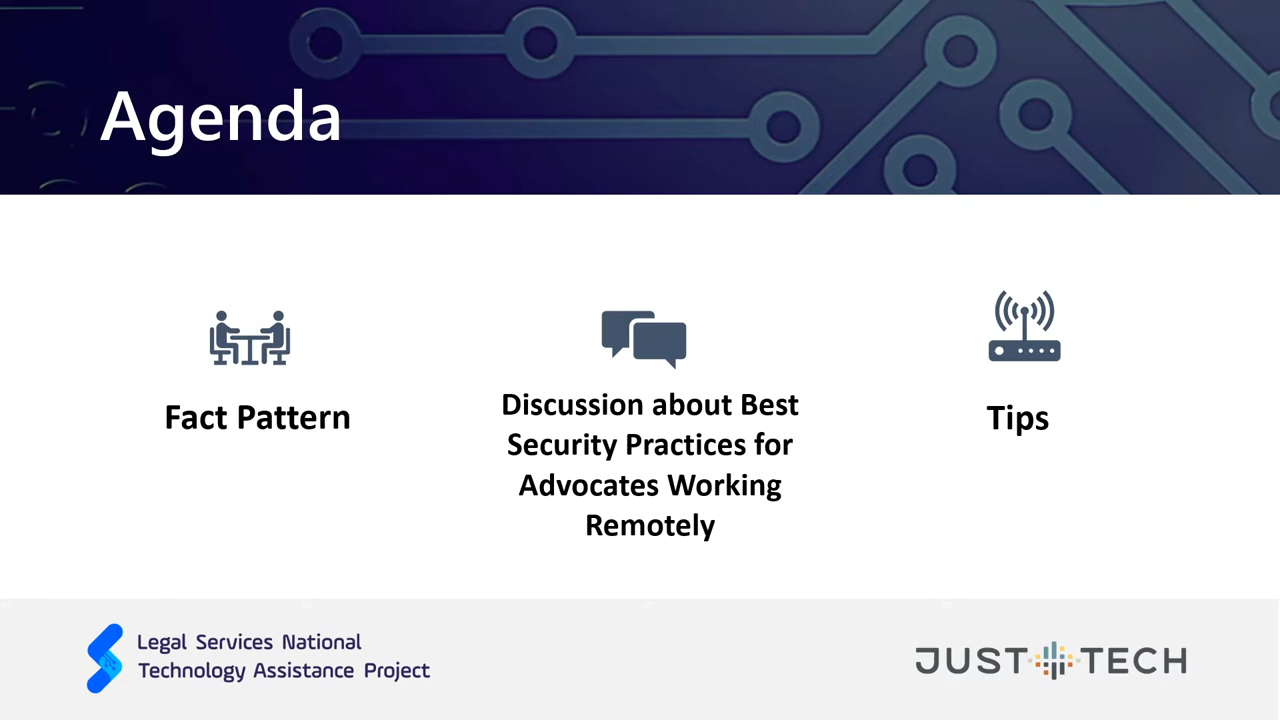 Agenda
Fact Pattern
Discussion about Best
Security Practices for
Advocates Working
Remotely
Tips
Legal Services National
Technology Assistance Project
JUST TECH